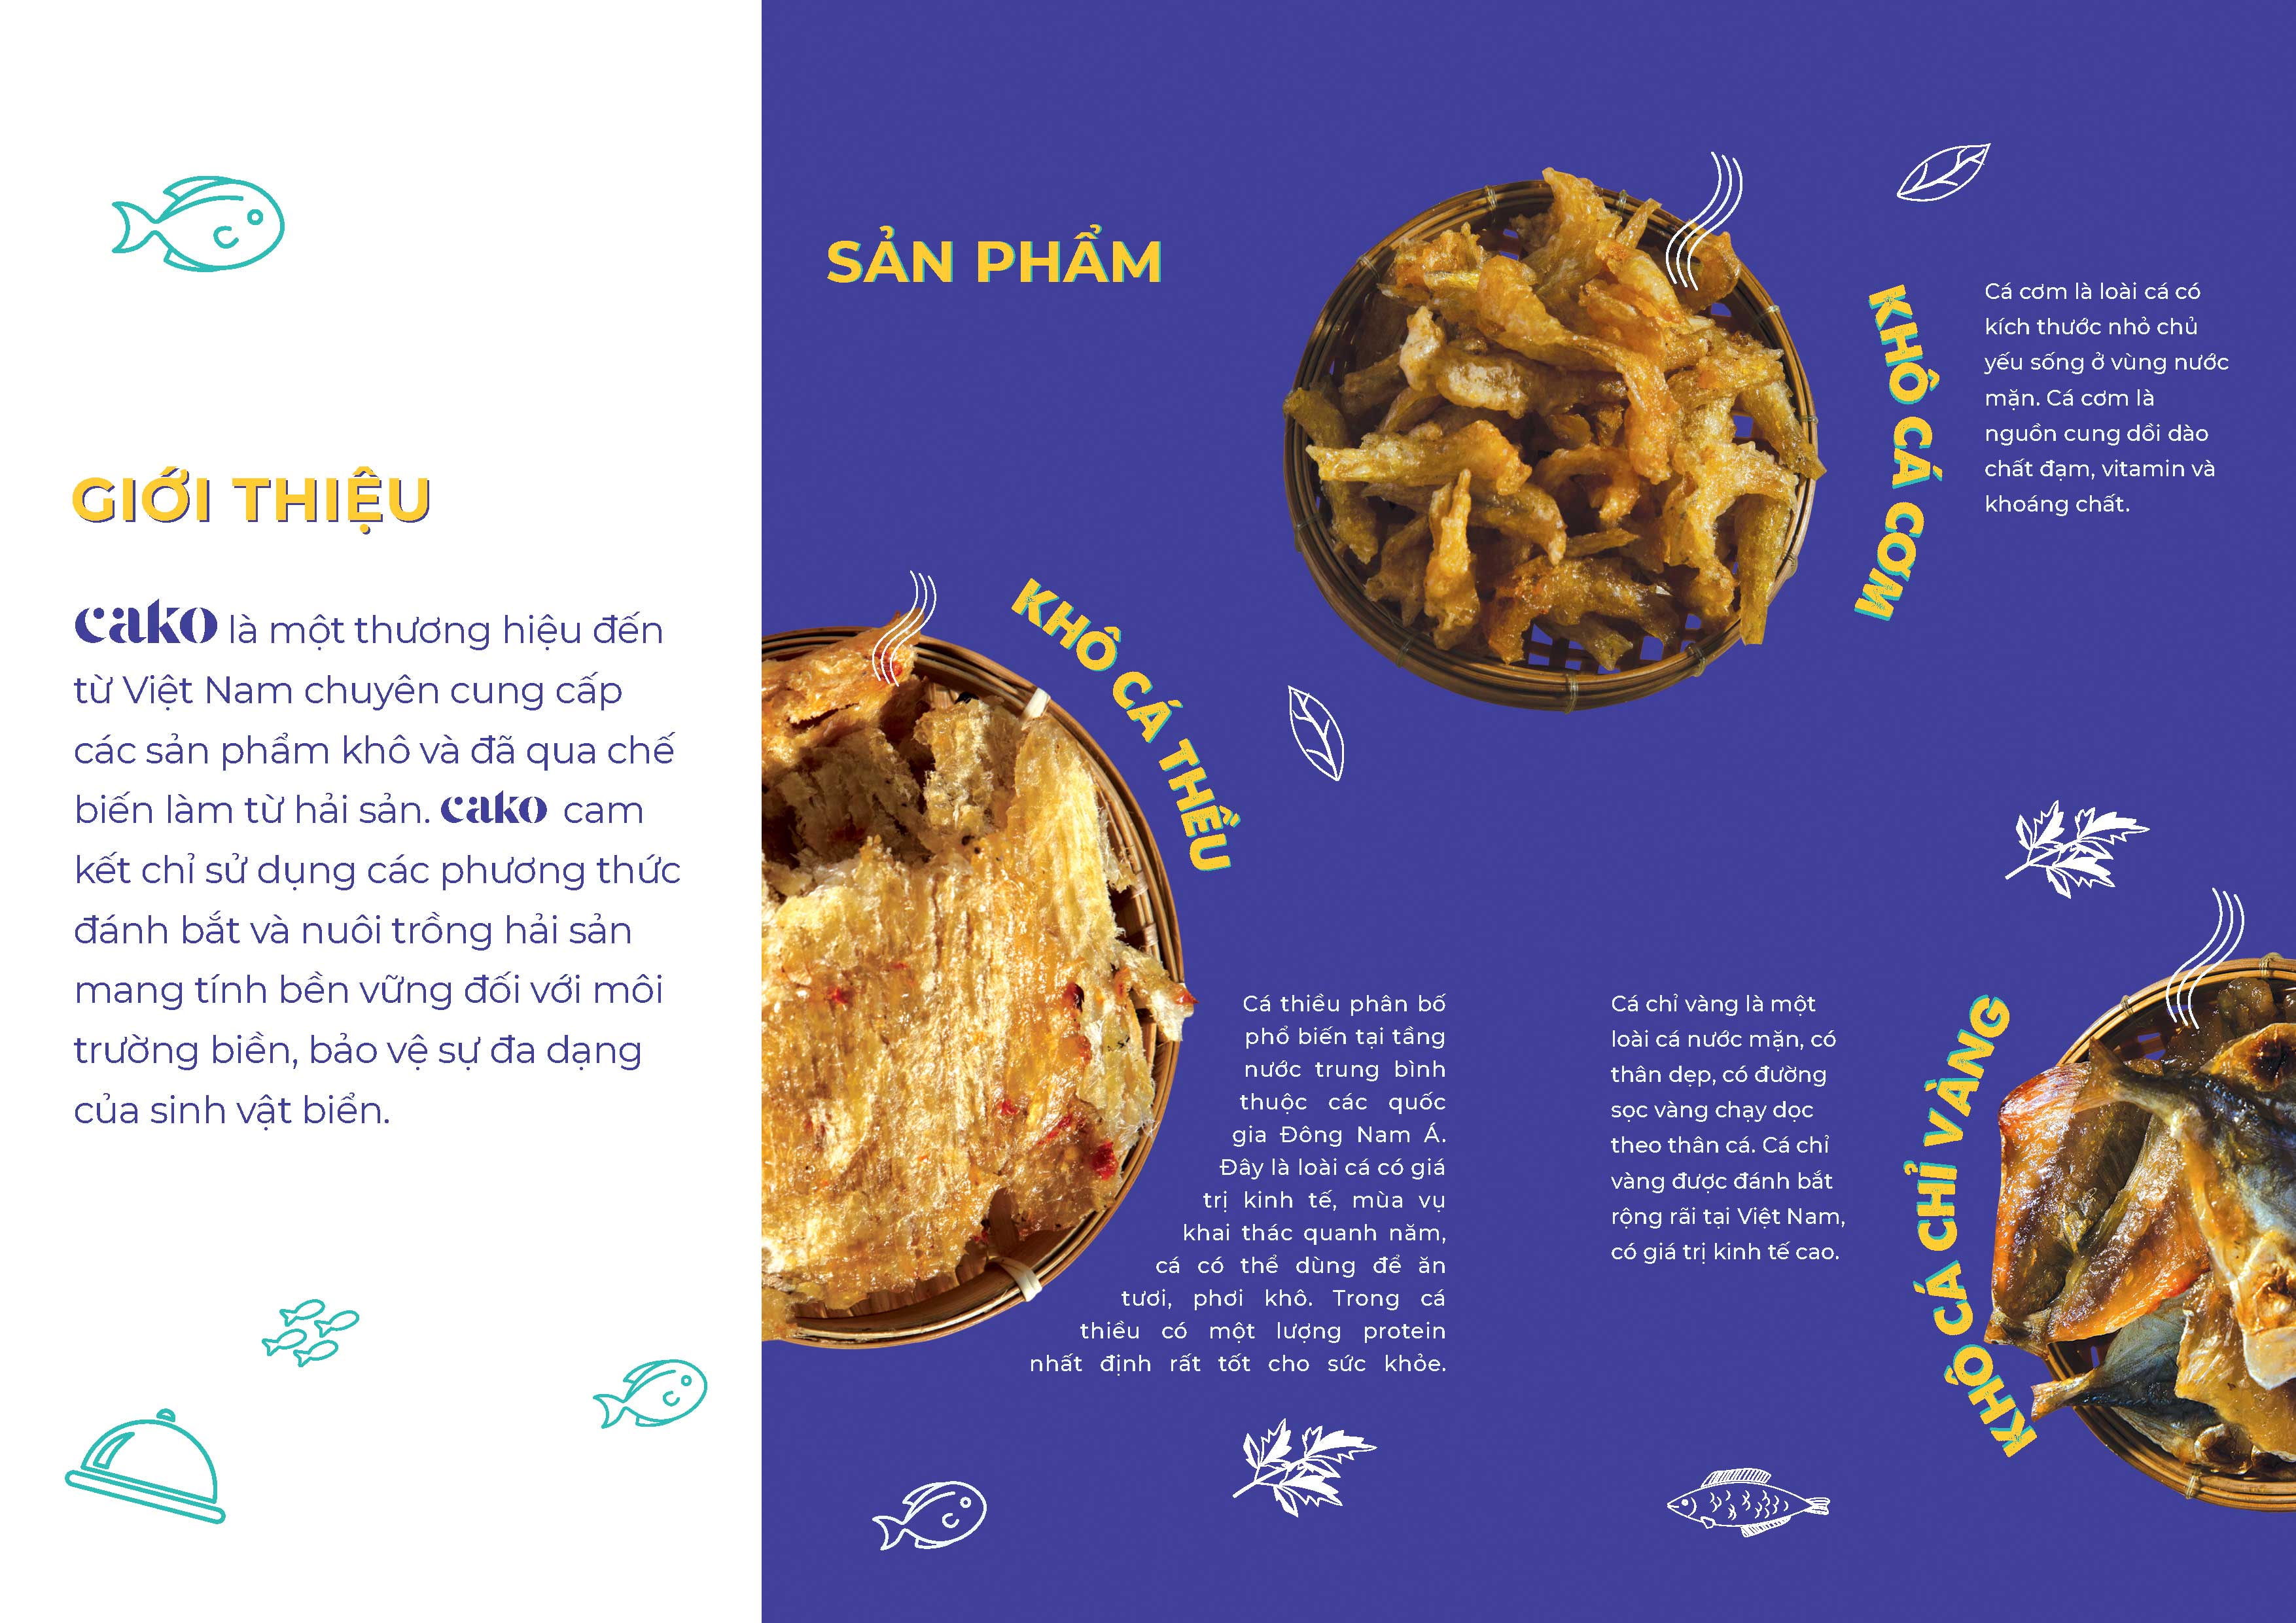 GIỚI THIỆU
cako là một thương hiệu đến
từ Việt Nam chuyên cung cấp
các sản phẩm khô và đã qua chế
biến làm từ hải sản. cako cam
kết chỉ sử dụng các phương thức
đánh bắt và nuôi trồng hải sản
mang tính bền vững đối với môi
trường biền, bảo vệ sự đa dạng
của sinh vật biển.
SẢN PHẨM
KHÔ CÁ CƠM
Cá cơm là loài cá có
kích thước nhỏ chủ
yếu sống ở vùng nước
mặn. Cá cơm là
nguồn cung dồi dào
chất đạm, vitamin và
khoáng chất.
KHÔ CÁ THIỀU
Cá thiều phân bố
phổ biến tại tầng
nước trung bình
thuộc các quốc
gia Đông Nam Á.
Đây là loài cá có giá
trị kinh tế, mùa vụ
khai thác quanh năm,
cá có thể dùng để ăn
tươi, phơi khô. Trong cá
thiều có một lượng protein
nhất định rất tốt cho sức khỏe.
KHÔ CÁ CHỈ VÀNG
Cá chỉ vàng là một
loài cá nước mặn, có
thân dẹp, có đường
sọc vàng chạy dọc
theo thân cá. Cá chỉ
vàng được đánh bắt
rộng rãi tại Việt Nam,
có giá trị kinh tế cao.